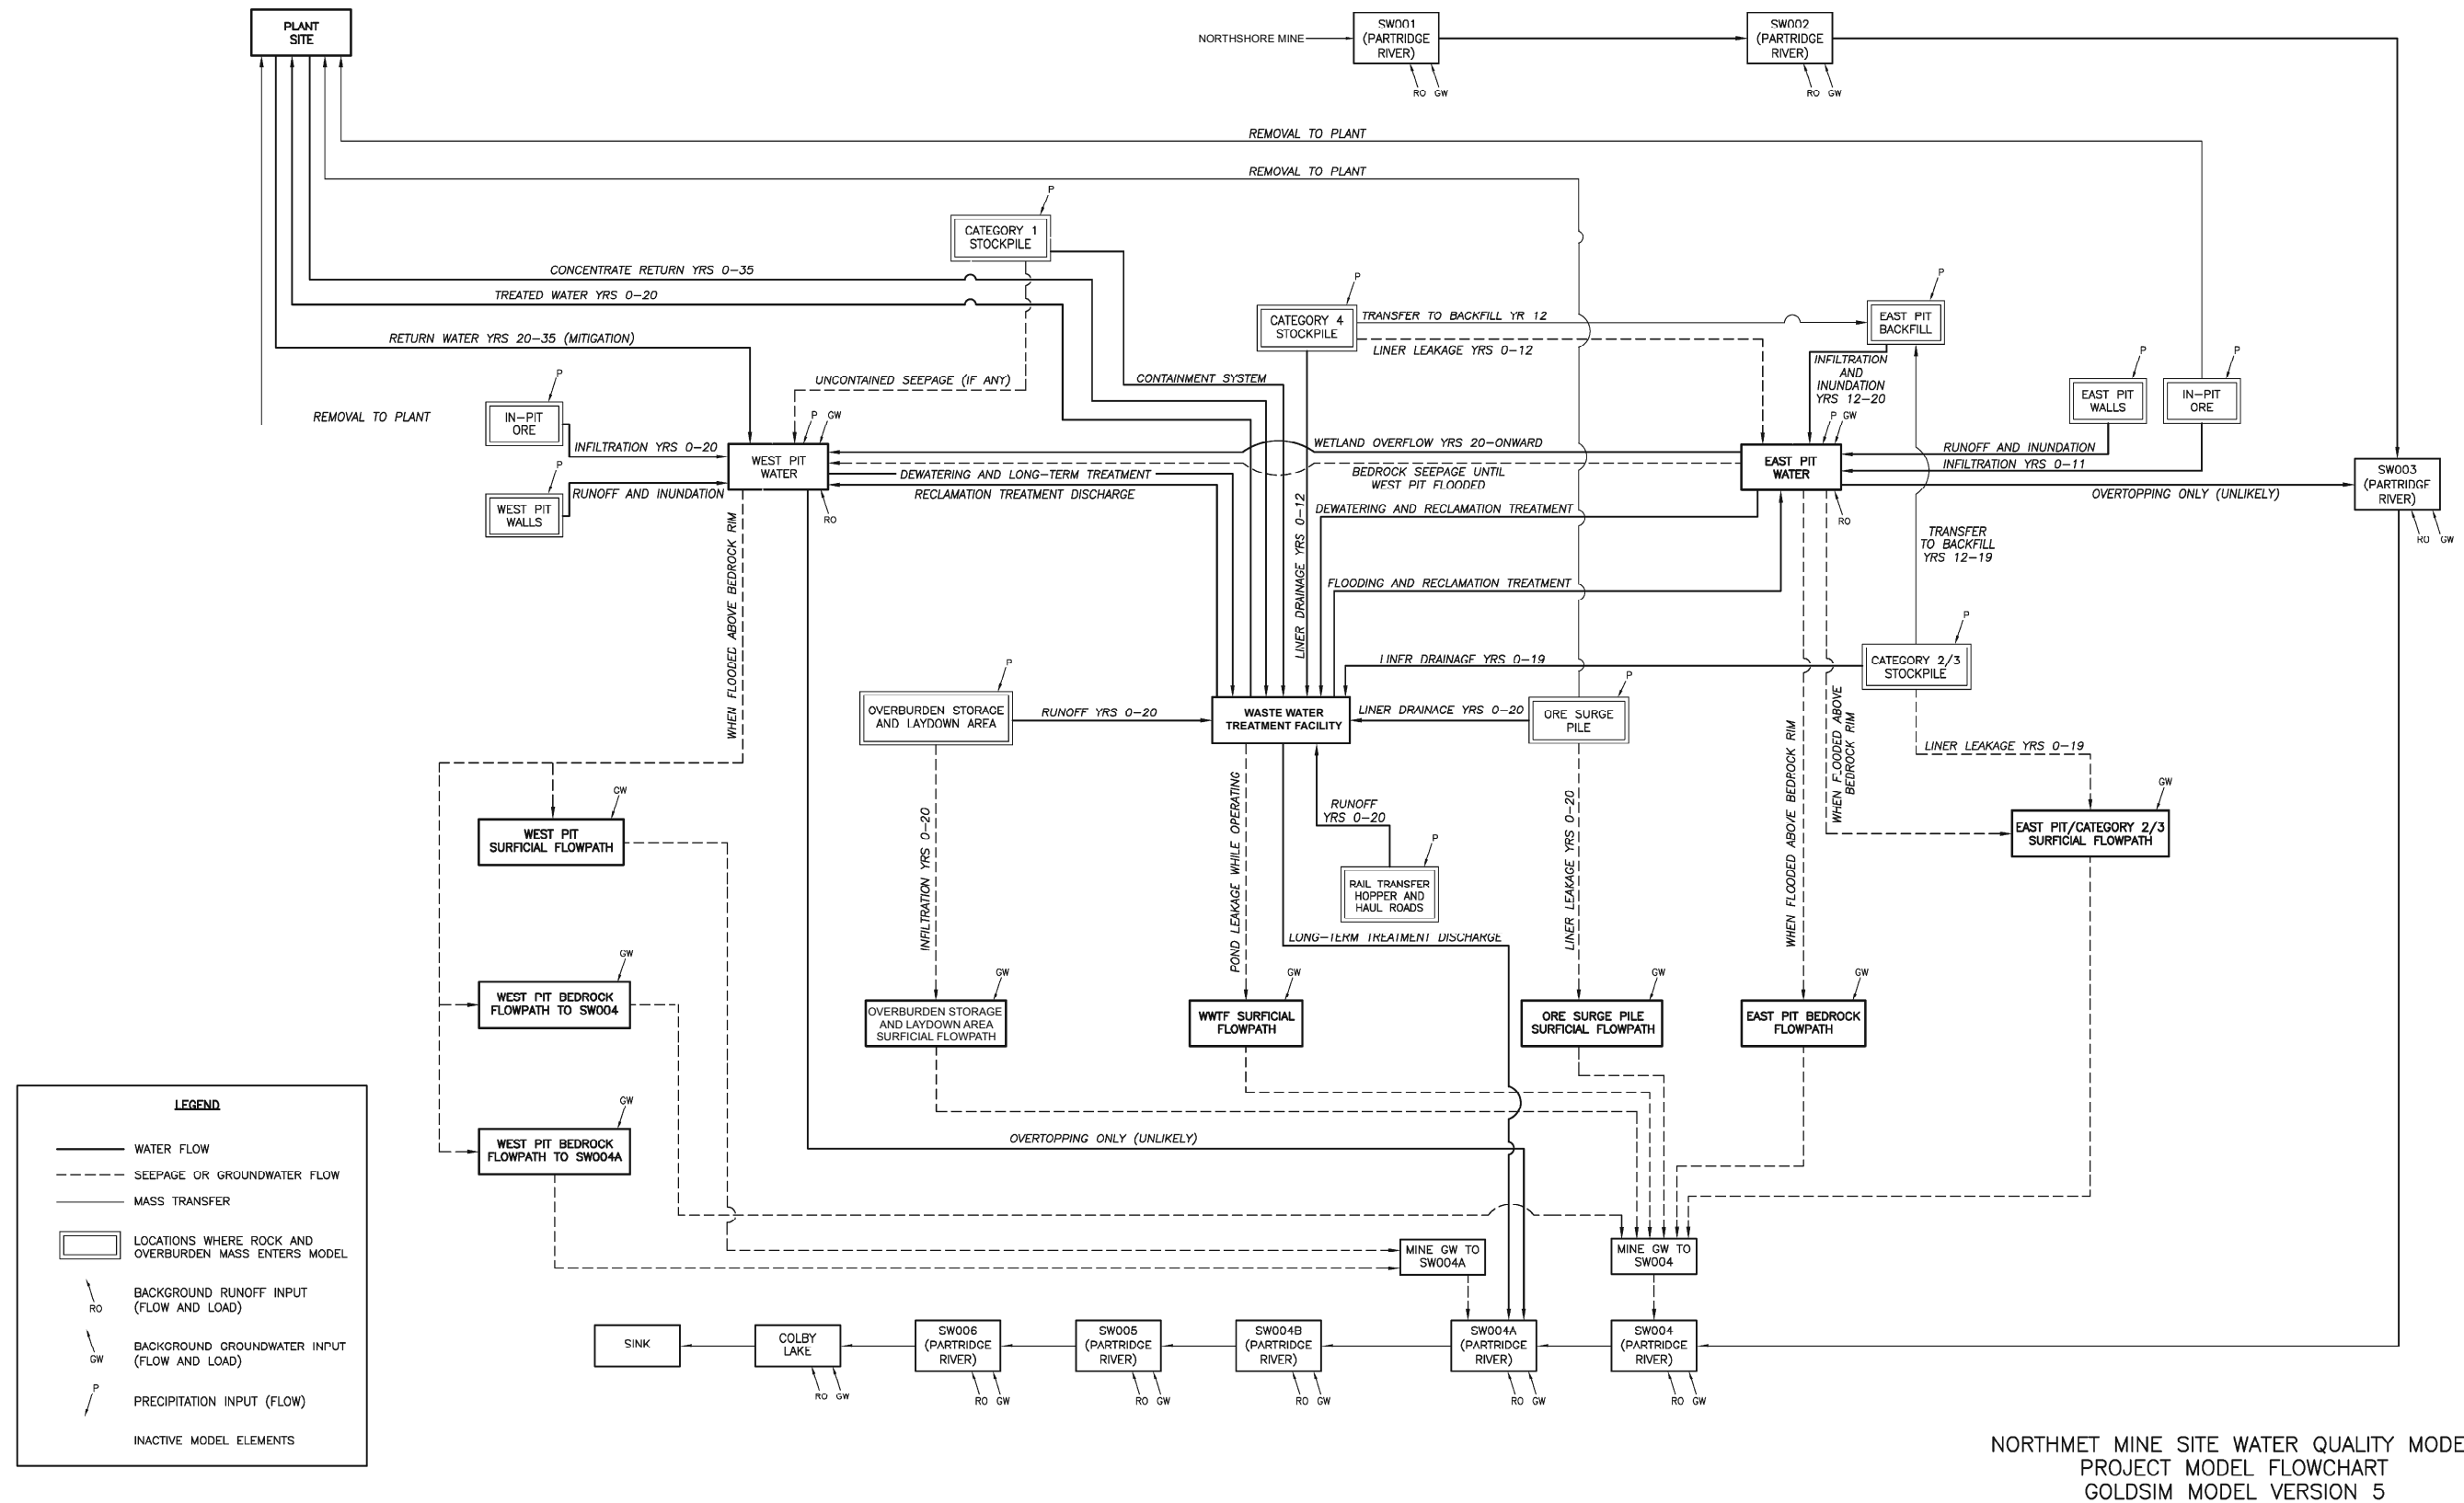 PLANT
SITE
NORTHSHORE MINE
SW001
(PARTRIDGE
RIVER)
RO GW
SW002
(PARTRIDGE
RIVER)
RO GW
REMOVAL TO PLANT
REMOVAL TO PLANT
P
CATEGORY 1
STOCKPILE
CONCENTRATE RETURN YRS 0-35
TREATED WATER YRS 0-20
RETURN WATER YRS 20-35 (MITIGATION)
UNCONTAINED SEEPAGE (IF ANY)
CONTAINMENT SYSTEM
P
CATEGORY 4
STOCKPILE
TRANSFER TO BACKFILL YR 12
LINER LEAKAGE YRS 0-12
P
EAST PIT
BACKFILL
INFILTRATION
AND
INUNDATION
YRS 12-20
P
EAST PIT
WALLS
P
IN-PIT
ORE
REMOVAL TO PLANT
P
IN-PIT
ORE
INFILTRATION YRS 0-20
P
WEST PIT
WALLS
RUNOFF AND INUNDATION
P GW
WEST PIT
WATER
RO
WETLAND OVERFLOW YRS 20-ONWARD
BEDROCK SEEPAGE UNTIL
WEST PIT FLOODED
DEWATERING AND LONG-TERM TREATMENT
RECLAMATION TREATMENT DISCHARGE
P GW
EAST PIT
WATER
RO
RUNOFF AND INUNDATION
INFILTRATION YRS 0-11
OVERTOPPING ONLY (UNLIKELY)
SW003
(PARTRIDGE
RIVER)
RO GW
DEWATERING AND RECLAMATION TREATMENT
LINER DRAINAGE YRS 0-12
FLOODING AND RECLAMATION TREATMENT
TRANSFER
TO BACKFILL
YRS 12-19
WHEN FLOODED ABOVE BEDROCK RIM
P
CATEGORY 2/3
STOCKPILE
LINER DRAINAGE YRS 0-19
LINER LEAKAGE YRS 0-19
P
OVERBURDEN STORAGE
AND LAYDOWN AREA
RUNOFF YRS 0-20
WASTE WATER
TREATMENT FACILITY
LINER DRAINAGE YRS 0-20
P
ORE SURGE
PILE
WHEN FLOODED ABOVE BEDROCK RIM
WHEN FLOODED ABOVE
BEDROCK RIM
GW
EAST PIT/CATEGORY 2/3
SURFICIAL FLOWPATH
GW
WEST PIT
SURFICIAL FLOWPATH
INFILTRATION YRS 0-20
POND LEAKAGE WHILE OPERATING
RUNOFF
YRS 0-20
P
RAIL TRANSFER
HOPPER AND
HAUL ROADS
LINER LEAKAGE YRS 0-20
LONG-TERM TREATMENT DISCHARGE
GW
WEST PIT BEDROCK
FLOWPATH TO SW004
GW
OVERBURDEN STORAGE
AND LAYDOWN AREA
SURFICIAL FLOWPATH
GW
WWTF SURFICIAL
FLOWPATH
GW
ORE SURGE PILE
SURFICIAL FLOWPATH
GW
EAST PIT BEDROCK
FLOWPATH
GW
WEST PIT BEDROCK
FLOWPATH TO SW004A
OVERTOPPING ONLY (UNLIKELY)
MINE GW TO
SW004A
MINE GW TO
SW004
SINK
COLBY
LAKE
RO GW
SW006
(PARTRIDGE
RIVER)
RO GW
SW005
(PARTRIDGE
RIVER)
RO GW
SW004B
(PARTRIDGE
RIVER)
RO GW
SW004A
(PARTRIDGE
RIVER)
RO GW
SW004
(PARTRIDGE
RIVER)
RO GW
LEGEND
WATER FLOW
SEEPAGE OR GROUNDWATER FLOW
MASS TRANSFER
LOCATIONS WHERE ROCK AND
OVERBURDEN MASS ENTERS MODEL
RO
BACKGROUND RUNOFF INPUT
(FLOW AND LOAD)
GW
BACKGROUND GROUNDWATER INPUT
(FLOW AND LOAD)
P
PRECIPITATION INPUT (FLOW)
INACTIVE MODEL ELEMENTS
NORTHMET MINE SITE WATER QUALITY MODE
PROJECT MODEL FLOWCHART
GOLDSIM MODEL VERSION 5